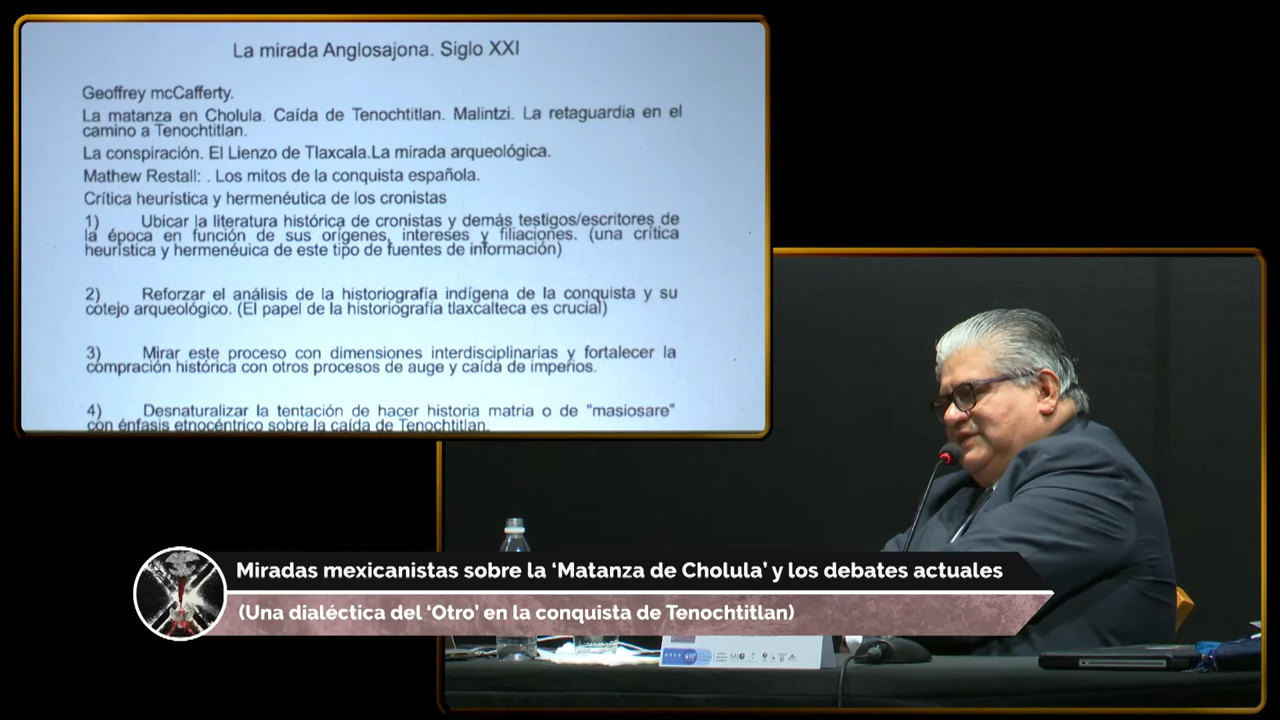 La mirada Anglosajona. Siglo XXI
Geoffrey mcCafferty.
La matanza en Cholula. Caída de Tenochtitlan. Malintzi. La retaguardia en el
camino a Tenochtitlan.
La conspiración. El Lienzo de Tlaxcala.La mirada arqueológica.
Mathew Restall: . Los mitos de la conquista española.
Crítica heurística y hermenéutica de los cronistas
1) Ubicar la literatura histórica de cronistas y demás testigos/escritores de
la época en función de sus orígenes, intereses y filiaciones. (una crítica
heurística y hermenéuica de este tipo de fuentes de información)
2) Reforzar el análisis de la historiografía indígena de la conquista y su
cotejo arqueológico. (El papel de la historiografía tlaxcalteca es crucial)
3) Mirar este proceso con dimensiones interdisciplinarias y fortalecer la
compración histórica con otros procesos de auge y caída de imperios.
4) Desnaturalizar la tentación de hacer historia matria o de “masiosare”
con énfasis etnocéntrico sobre la caída de Tenochtitlan.
Miradas mexicanistas sobre la ‘Matanza de Cholula’ y los debates actuales
(Una dialéctica del ‘Otro’ en la conquista de Tenochtitlan)